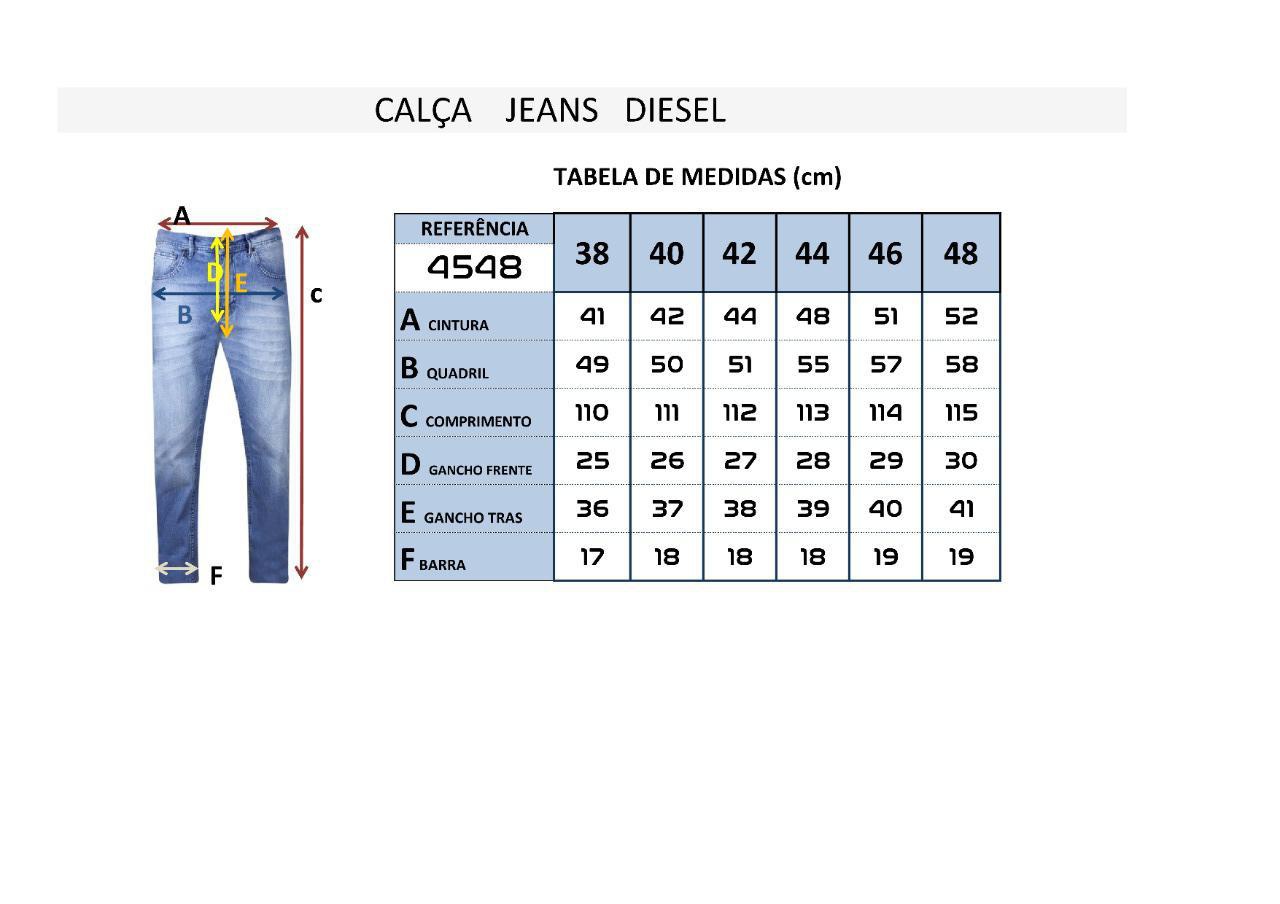 CALÇA JEANS DIESEL
TABELA DE MEDIDAS (cm)
A
B
c
D
E
F
REFERÊNCIA
4548
38 40 42 44 46 48
A CINTURA 41 42 44 48 51 52
B QUADRIL 49 50 51 55 57 58
C COMPRIMENTO 110 111 112 113 114 115
D GANCHO FRENTE 25 26 27 28 29 30
E GANCHO TRAS 36 37 38 39 40 41
F BARRA 17 18 18 18 19 19